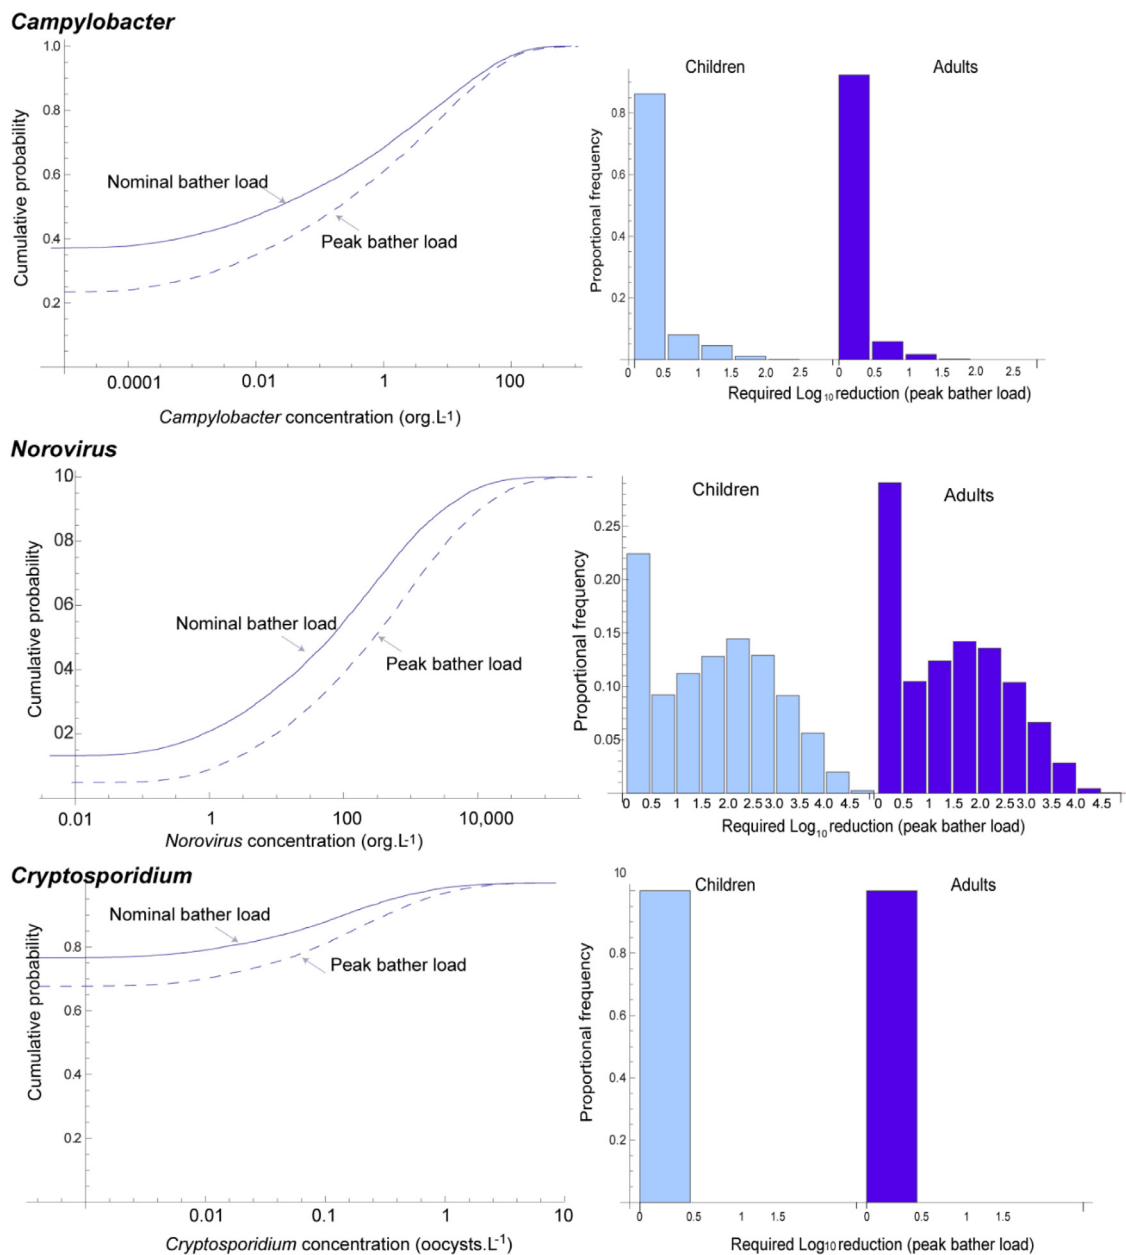 Campylobacter
1.0
0.8
0.6
0.4
0.2
Cumulative probability
Nominal bather load
Peak bather load
0.0001 0.01 1 100
Campylobacter concentration (org.L-1)
Children Adults
0.8
0.6
0.4
0.2
Proportional frequency
0 0.5 1.0 1.5 2.0 2.5 0 0.5 1.0 1.5 2.0 2.5
Required Log10 reduction (peak bather load)
Norovirus
10
08
06
04
02
Cumulative probability
Nominal bather load
Peak bather load
0.01 1 100 10,000
Norovirus concentration (org.L-1)
Children Adults
0.25
0.20
0.15
0.10
0.05
Proportional frequency
0 0.5 1 1.5 2.0 2.5 3.0 3.5 4.0 4.5 0 0.5 1 1.5 2.0 2.5 3.0 3.5 4.0 4.5
Required Log10 reduction (peak bather load)
Cryptosporidium
0.8
0.6
0.4
0.2
Cumulative probability
Nominal bather load
Peak bather load
0.01 0.1 1 10
Cryptosporidium concentration (oocysts.L-1)
10
Children Adults
0.8
0.6
0.4
0.2
Proportional frequency
0 0.5 1 1.5 0 0.5 1 1.5
Required Log10 reduction (peak bather load)